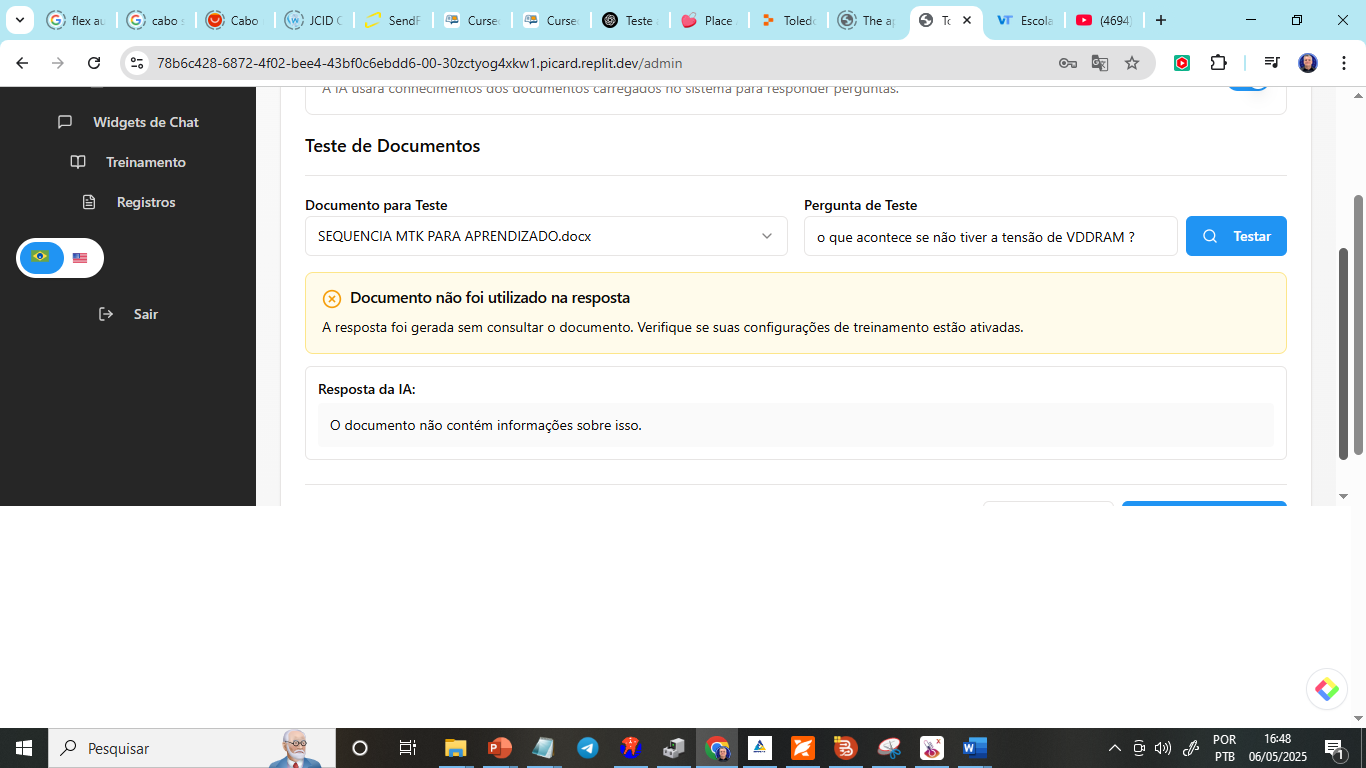 flex au
cabo s
Cabo
JCID C
SendF
Curso
Curso
Teste a
Place
Toledo
The ap
To
Escola
(4694)
78b6c428-6872-4f02-bee4-43bf0c6ebdd6-00-30zctyog4xkw1.picard.replit.dev/admin
Widgets de Chat
Treinamento
Registros
Sair
A IA usará conhecimentos dos documentos carregados no sistema para responder perguntas.
Teste de Documentos
Documento para Teste
Pergunta de Teste
SEQUENCIA MTK PARA APRENDIZADO.docx
o que acontece se não tiver a tensão de VDDRAM ?
Testar
Documento não foi utilizado na resposta
A resposta foi gerada sem consultar o documento. Verifique se suas configurações de treinamento estão ativadas.
Resposta da IA:
O documento não contém informações sobre isso.
Pesquisar
POR
PTB
16:48
06/05/2025
1